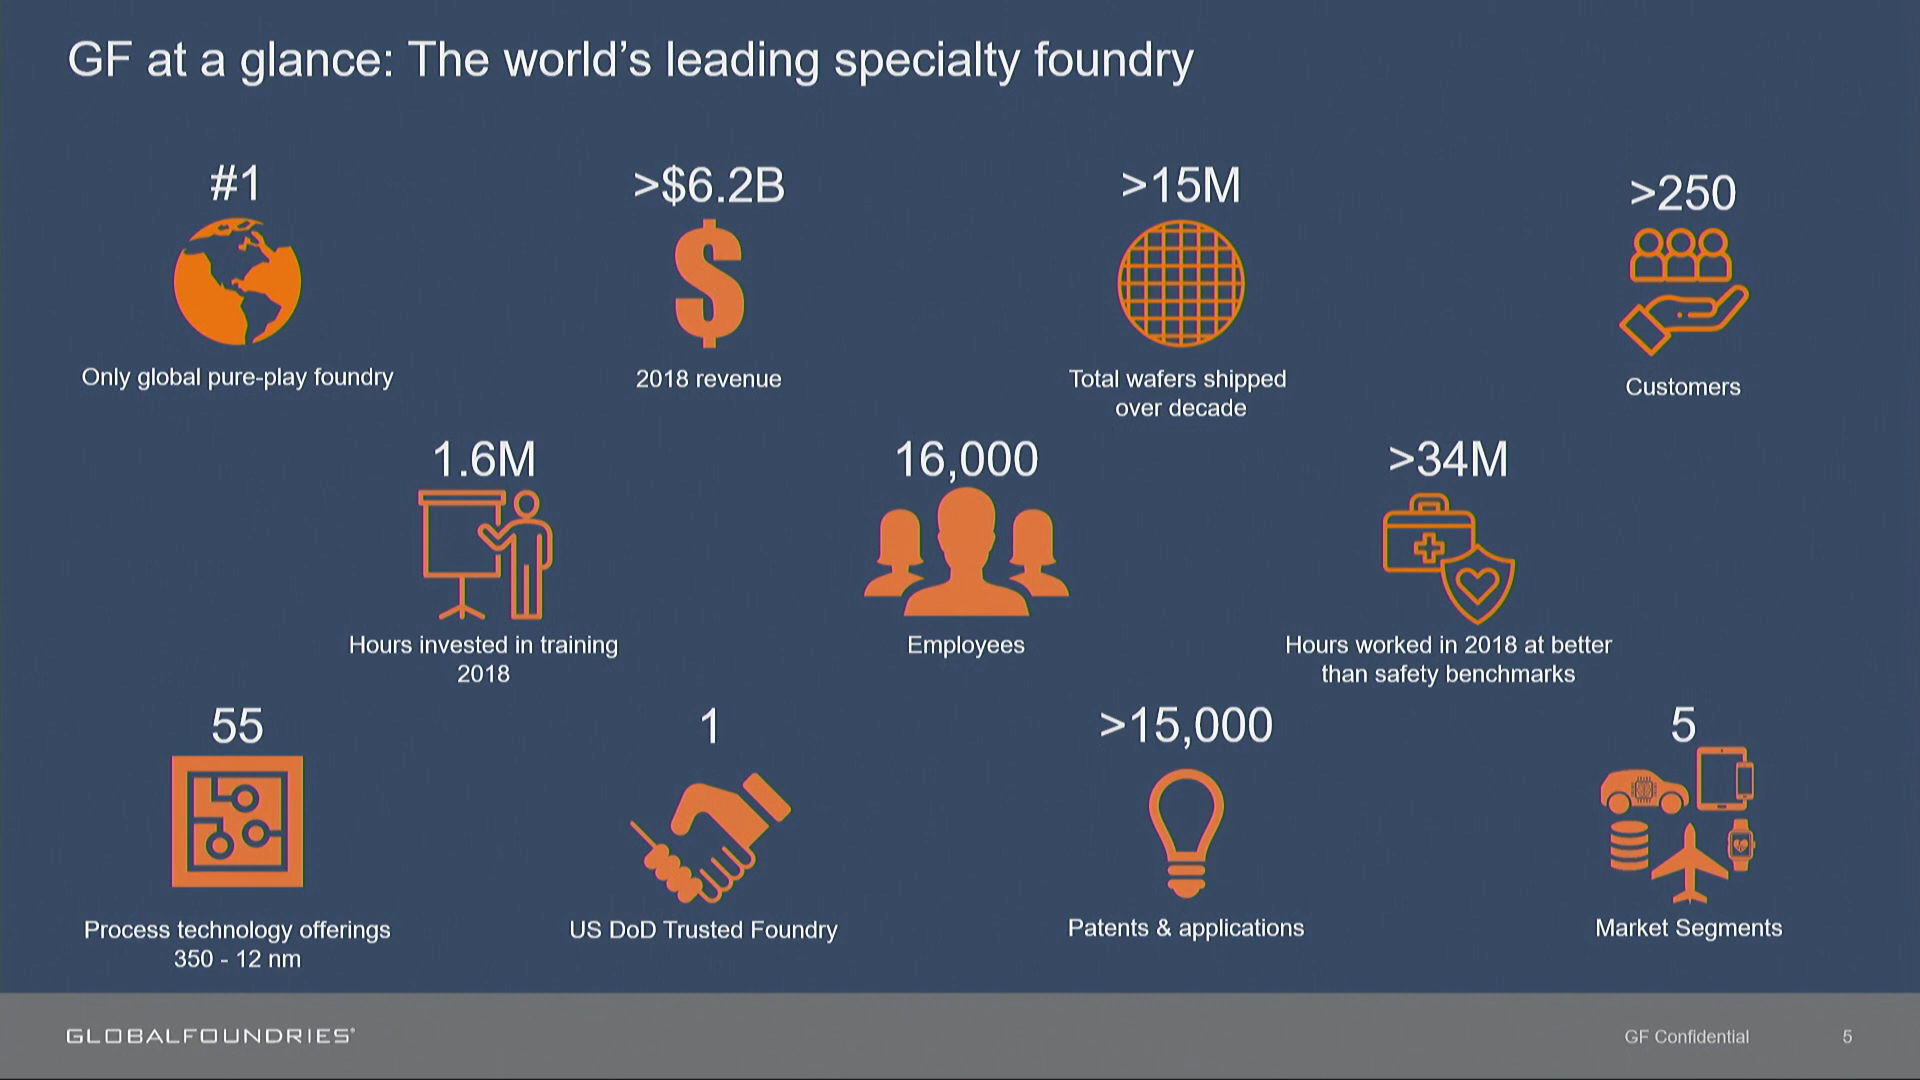 GF at a glance: The world's leading specialty foundry
#1
Only global pure-play foundry
>$6.2B
2018 revenue
>15M
Total wafers shipped
over decade
>250
Customers
1.6M
Hours invested in training
2018
16,000
Employees
>34M
Hours worked in 2018 at better
than safety benchmarks
55
Process technology offerings
350 - 12 nm
1
US DoD Trusted Foundry
>15,000
Patents & applications
5
Market Segments
GLOBALFOUNDRIES®
GF Confidential
5